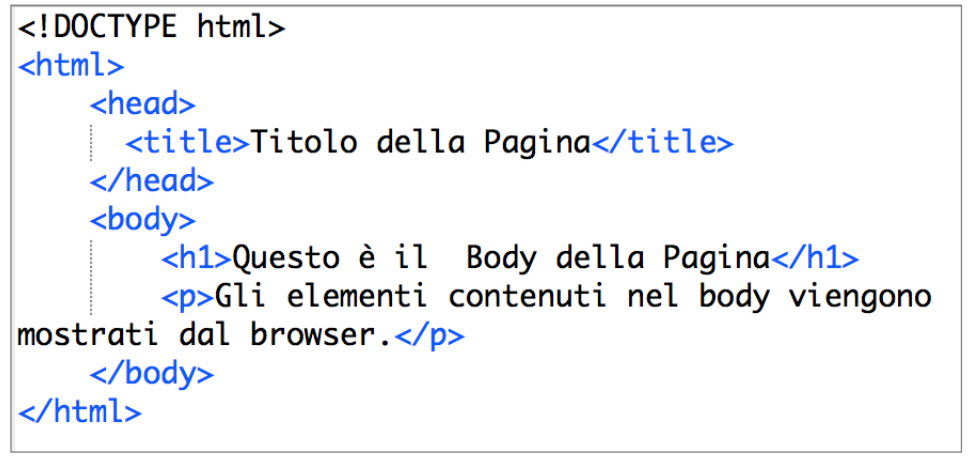 <!DOCTYPE html>
<html>
<head>
<title>Titolo della Pagina</title>
</head>
<body>
<h1>Questo è il  Body della Pagina</h1>
<p>Gli elementi contenuti nel body viengono
mostrati dal browser.</p>
</body>
</html>